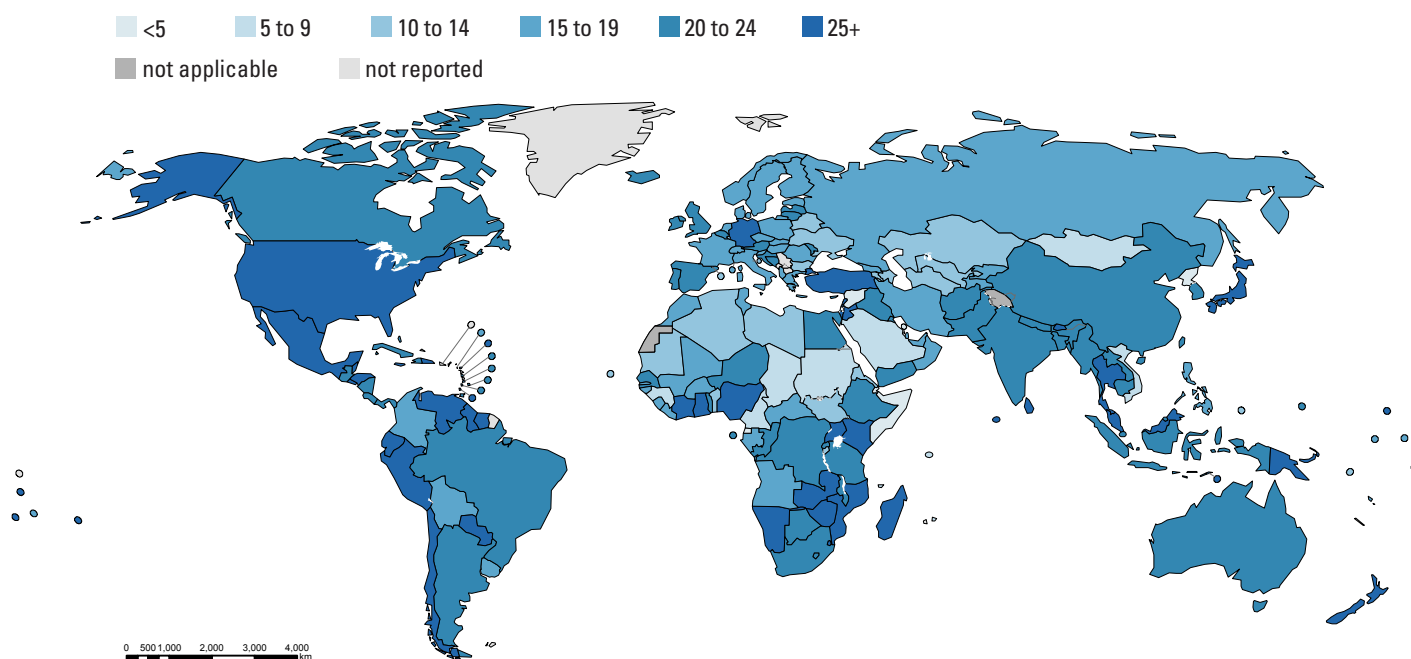 <5 5 to 9 10 to 14 15 to 19 20 to 24 25+
not applicable not reported
0 500 1,000 2,000 3,000 4,000
km